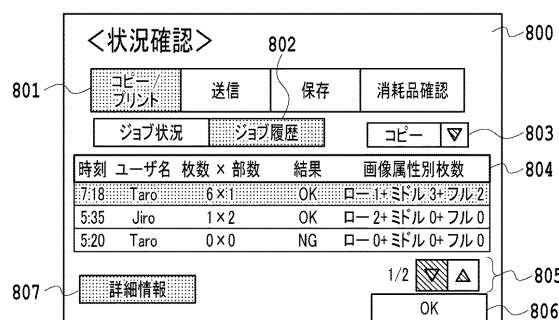 <状況確認>
800
802
801
コピー/
プリント
送信
保存
消耗品確認
ジョブ状況
ジョブ履歴
コピー ▽
803
804
時刻 ユーザ名 枚数 × 部数 結果 画像属性別枚数
7:18 Taro 6×1 OK ロー 1+ ミドル 3+ フル 2
5:35 Jiro 1×2 OK ロー 2+ ミドル 0+ フル 0
5:20 Taro 0×0 NG ロー 0+ ミドル 0+ フル 0
1/2 ▽ △
805
807
詳細情報
OK
806